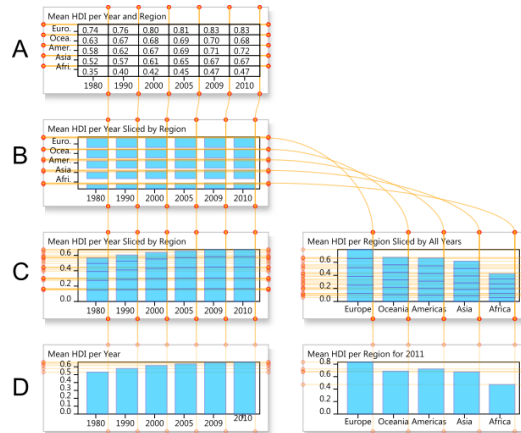 A
Mean HDI per Year and Region
Euro. 0.74 0.76 0.80 0.81 0.83 0.83
Ocea. 0.63 0.67 0.68 0.69 0.70 0.68
Amer. 0.58 0.62 0.67 0.69 0.71 0.72
Asia 0.52 0.57 0.61 0.65 0.67 0.67
Afri. 0.35 0.40 0.42 0.45 0.47 0.47
1980 1990 2000 2005 2009 2010
B
Mean HDI per Year Sliced by Region
Euro.
Ocea.
Amer.
Asia
Afri.
1980 1990 2000 2005 2009 2010
C
Mean HDI per Year Sliced by Region
0.6
0.4
0.2
0.0
1980 1990 2000 2005 2009 2010
Mean HDI per Region Sliced by All Years
0.8
0.6
0.4
0.2
0.0
Europe Oceania Americas Asia Africa
D
Mean HDI per Year
0.6
0.5
0.4
0.3
0.2
0.1
0.0
1980 1990 2000 2005 2009 2010
Mean HDI per Region for 2011
0.8
0.6
0.4
0.2
0.0
Europe Oceania Americas Asia Africa